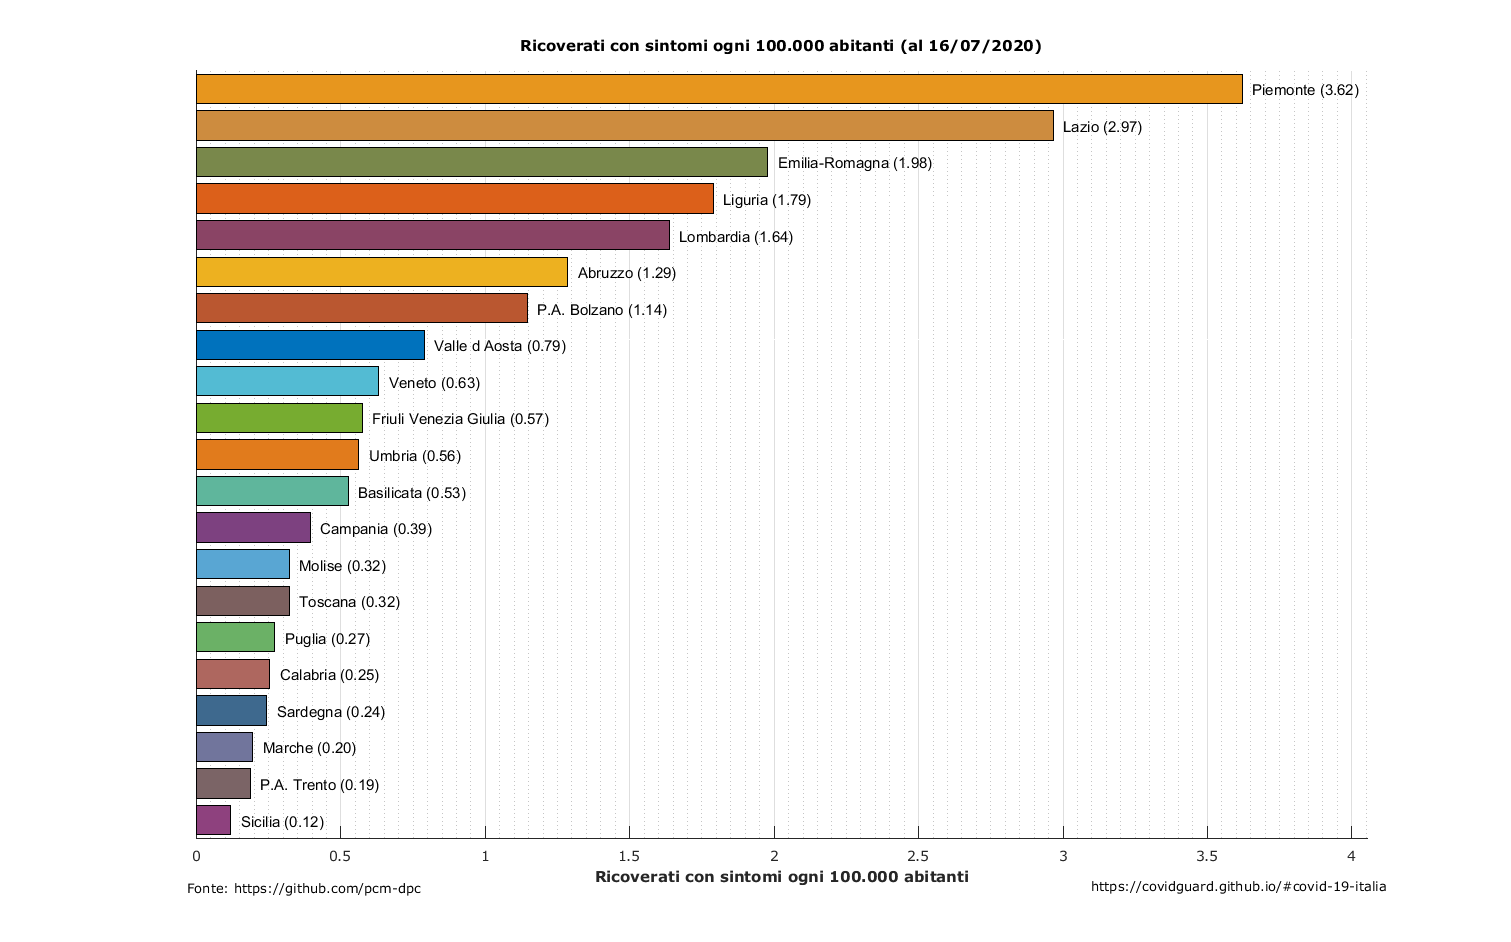 Ricoverati con sintomi ogni 100.000 abitanti (al 16/07/2020)
Piemonte (3.62)
Lazio (2.97)
Emilia-Romagna (1.98)
Liguria (1.79)
Lombardia (1.64)
Abruzzo (1.29)
P.A. Bolzano (1.14)
Valle d Aosta (0.79)
Veneto (0.63)
Friuli Venezia Giulia (0.57)
Umbria (0.56)
Basilicata (0.53)
Campania (0.39)
Molise (0.32)
Toscana (0.32)
Puglia (0.27)
Calabria (0.25)
Sardegna (0.24)
Marche (0.20)
P.A. Trento (0.19)
Sicilia (0.12)
0 0.5 1 1.5 2 2.5 3 3.5 4
Ricoverati con sintomi ogni 100.000 abitanti
Fonte: https://github.com/pcm-dpc
https://covidguard.github.io/#covid-19-italia